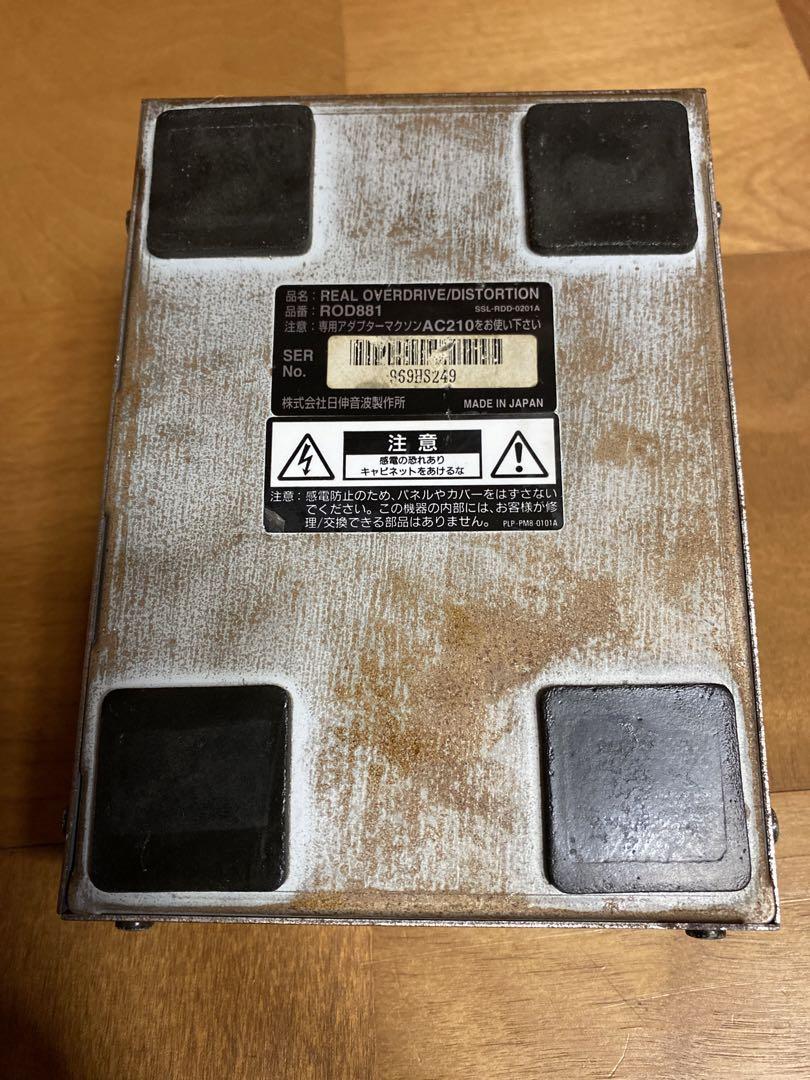 品名：REAL OVERDRIVE/DISTORTION
品番：ROD881 SSL-RDD-0201A
注意：専用アダプターマクソンAC210をお使い下さい
SER No.
969HS249
株式会社日伸音波製作所 MADE IN JAPAN
注意
感電の恐れあり
キャビネットをあけるな
注意：感電防止のため、パネルやカバーをはずさない
でください。この機器の内部には、お客様が修
理/交換できる部品はありません。 PLP-PM8-0101A